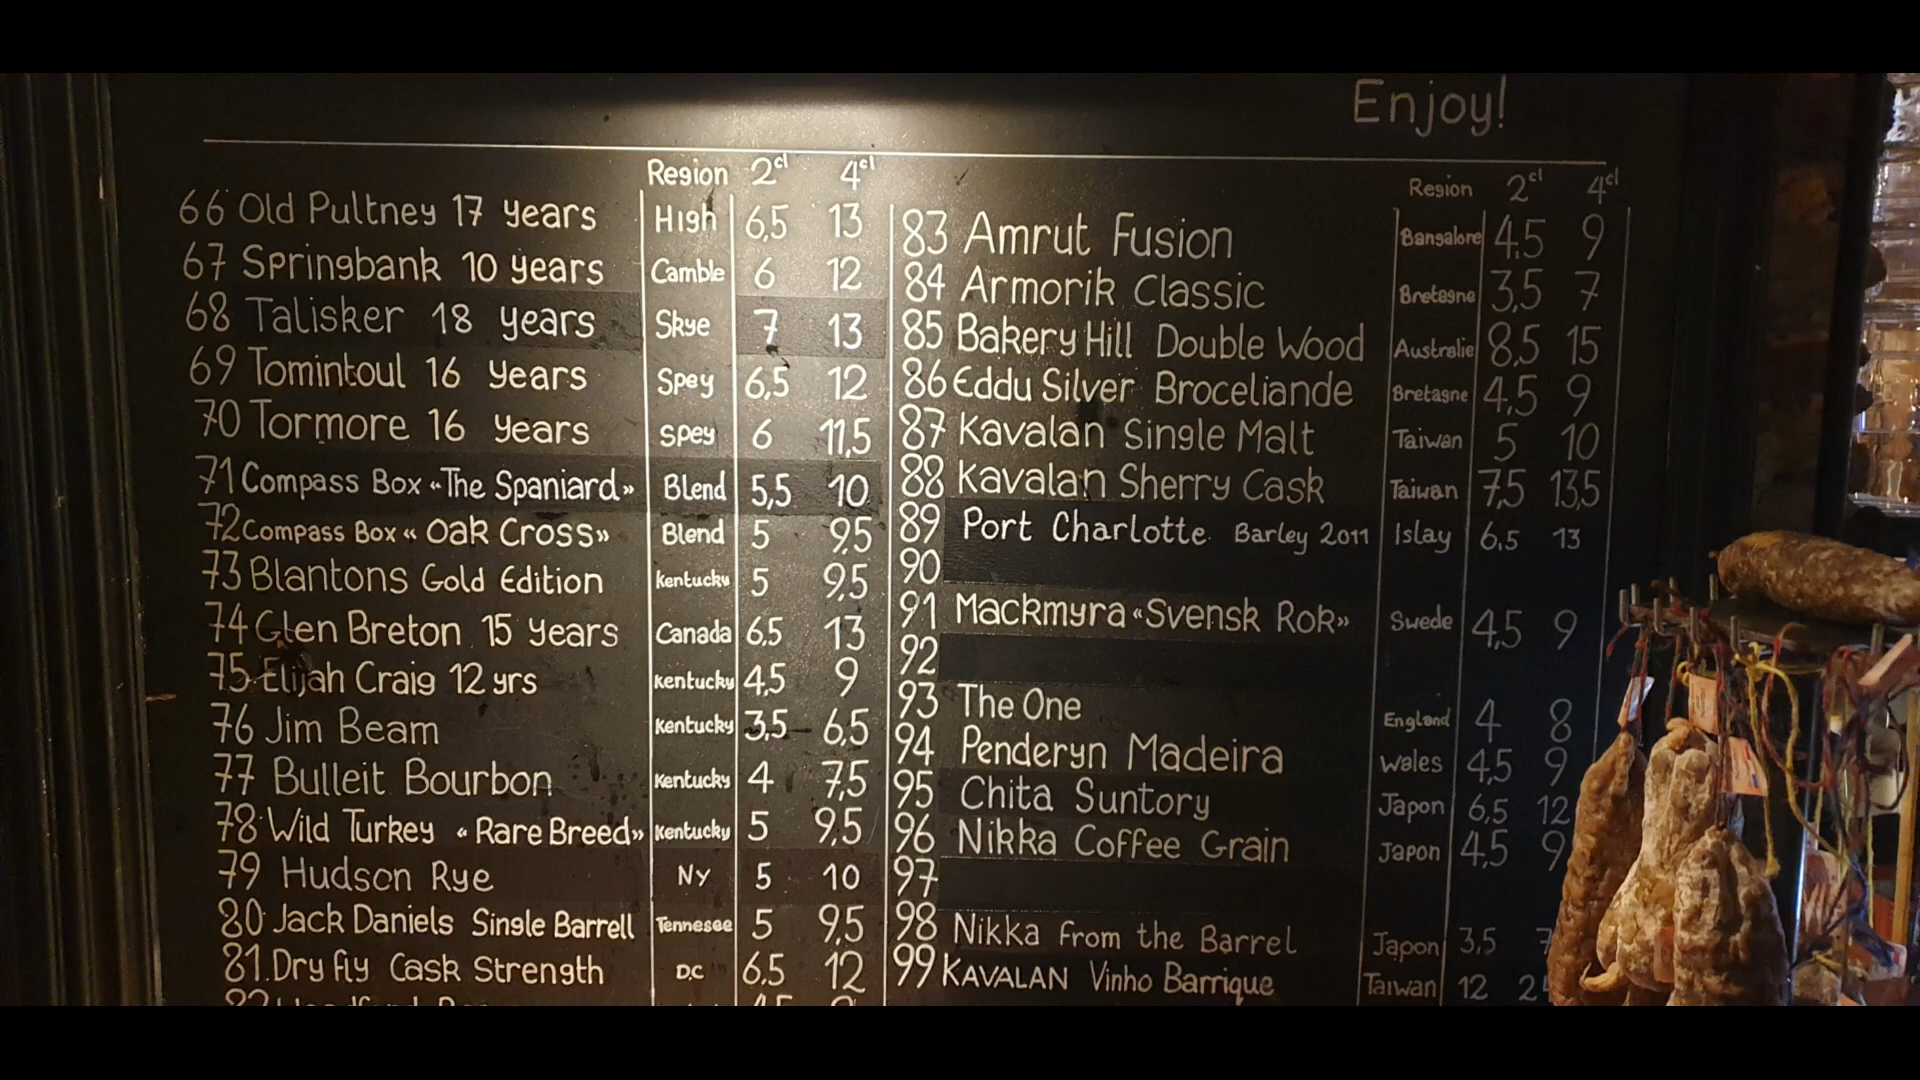 Enjoy!
Region 2cl 4cl
66 Old Pultney 17 years High 6,5 13
67 Springbank 10 years Camble 6 12
68 Talisker 18 years Skye 7 13
69 Tomintoul 16 years Spey 6,5 12
70 Tormore 16 years Spey 6 11,5
71 Compass Box «The Spaniard» Blend 5,5 10
72 Compass Box «Oak Cross» Blend 5 9,5
73 Blantons Gold Edition Kentucky 5 9,5
74 Glen Breton 15 years Canada 6,5 13
75 Elijah Craig 12 yrs Kentucky 4,5 9
76 Jim Beam Kentucky 3,5 6,5
77 Bulleit Bourbon Kentucky 4 7,5
78 Wild Turkey «Rare Breed» Kentucky 5 9,5
79 Hudson Rye NY 5 10
80 Jack Daniels Single Barrell Tennesee 5 9,5
81.Dry fly Cask Strength D.C 6,5 12
Region 2cl 4cl
83 Amrut Fusion Bangalore 4,5 9
84 Armorik Classic Bretagne 3,5 7
85 Bakery Hill Double Wood Australie 8,5 15
86 Eddu Silver Broceliande Bretagne 4,5 9
87 Kavalan Single Malt Taiwan 5 10
88 Kavalan Sherry Cask Taiwan 7,5 13,5
89 Port Charlotte Barley 2011 Islay 6,5 13
90
91 Mackmyra «Svensk Rok» Swede 4,5 9
92
93 The One England 4 8
94 Penderyn Madeira Wales 4,5 9
95 Chita Suntory Japon 6,5 12
96 Nikka Coffee Grain Japon 4,5 9
97
98 Nikka from the Barrel Japon 3,5 7
99 KAVALAN Vinho Barrique Taiwan 12